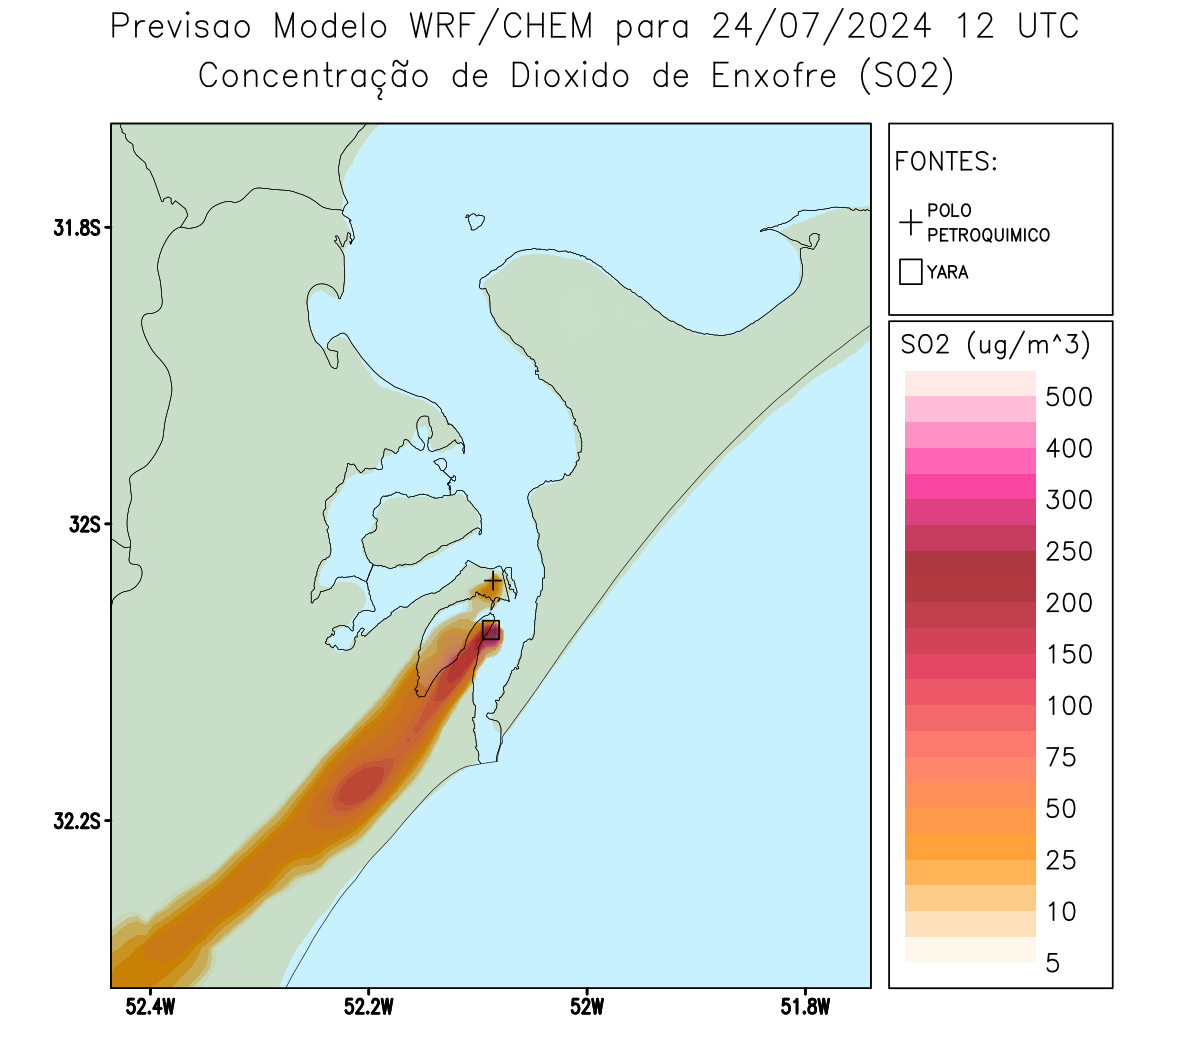 Previsao Modelo WRF/CHEM para 24/07/2024 12 UTC
Concentração de Dioxido de Enxofre (SO2)
FONTES:
POLO
PETROQUIMICO
YARA
SO2 (ug/m^3)
500
400
300
250
200
150
100
75
50
25
10
5
31.8S
32S
32.2S
52.4W
52.2W
52W
51.8W